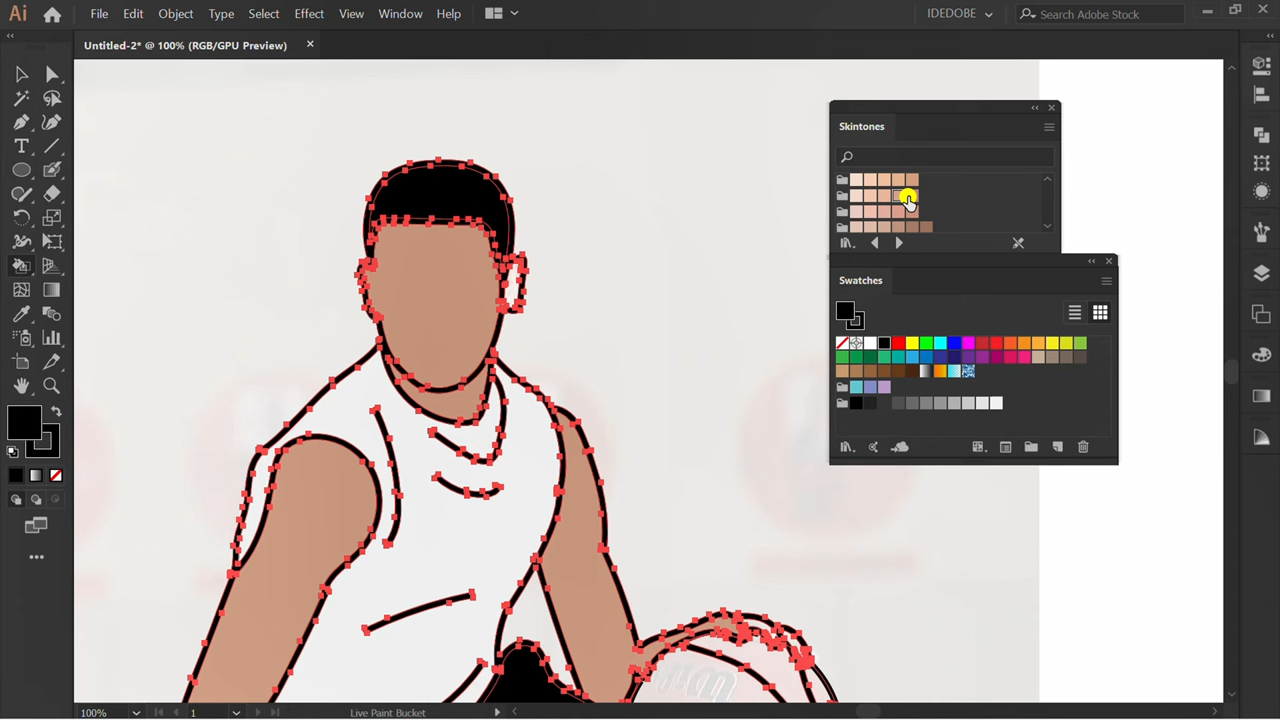 Ai File Edit Object Type Select Effect View Window Help IDEDOBE Search Adobe Stock
Untitled-2* @ 100% (RGB/GPU Preview)
Skintones
Swatches
T
100% 1 Live Paint Bucket